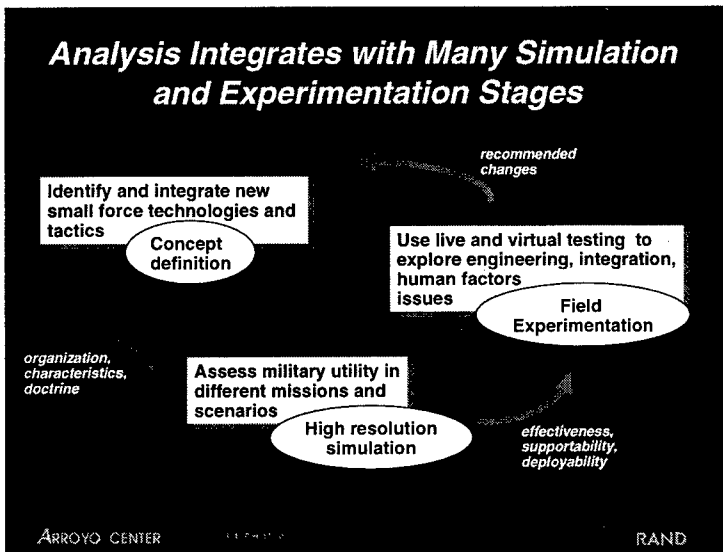 Analysis Integrates with Many Simulation
and Experimentation Stages
recommended
changes
Identify and integrate new
small force technologies and
tactics
Concept
definition
Use live and virtual testing to
explore engineering, integration,
human factors
issues
Field
Experimentation
organization,
characteristics,
doctrine
Assess military utility in
different missions and
scenarios
High resolution
simulation
effectiveness,
supportability,
deployability
ARROYO CENTER
RAND